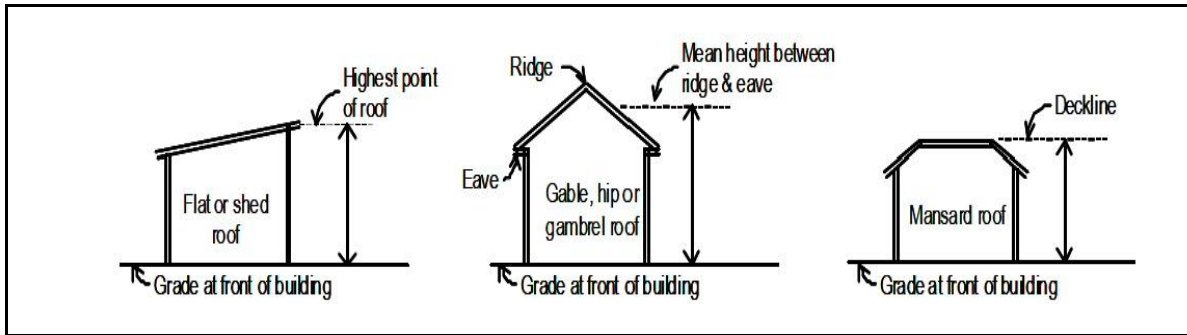 Highest point
of roof
Flat or shed
roof
Grade at front of building
Ridge
Mean height between
ridge & eave
Eave
Gable, hip or
gambrel roof
Grade at front of building
Deckline
Mansard roof
Grade at front of building